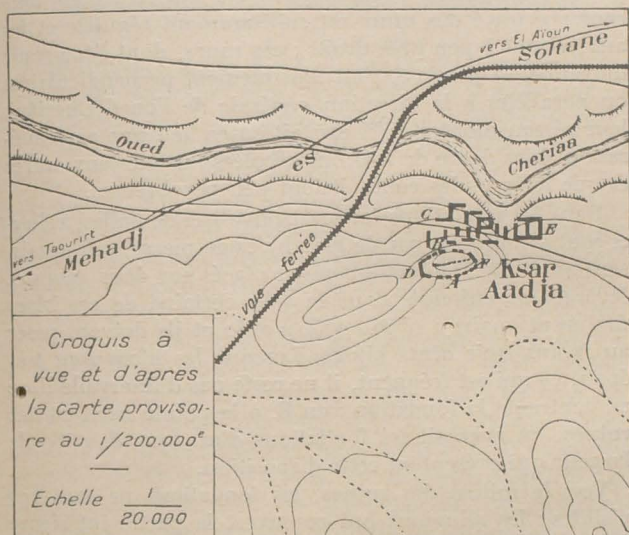 vers El Aïoun
Soltane
Oued
es
Cheriaa
vers Taourirt
Mehadj
voie ferrée
C
E
B
D
F
A
Ksar
Aadja
Croquis à
vue et d'après
la carte provisoi-
re au 1/200.000e
Echelle 1
20.000